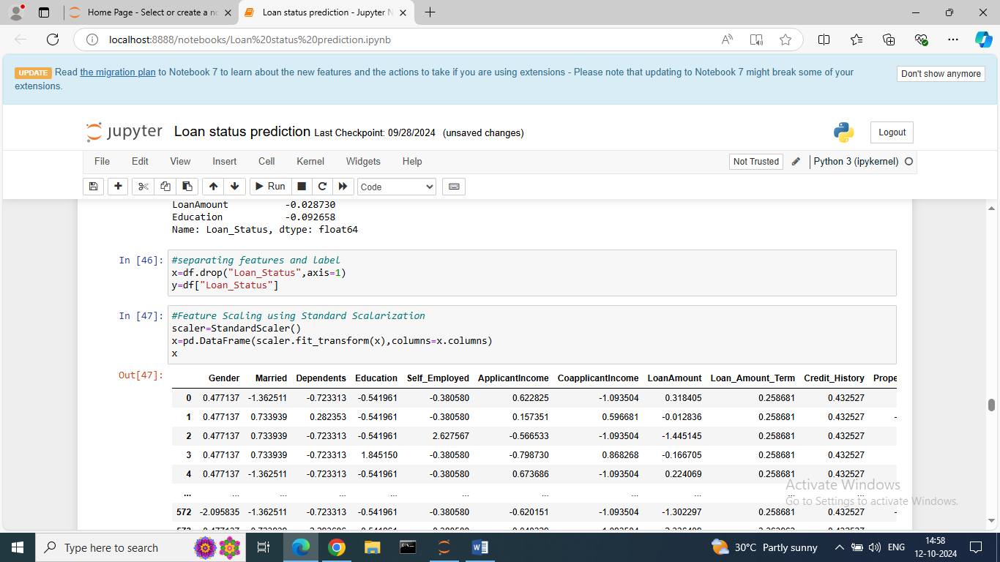 Home Page - Select or create a no
Loan status prediction - Jupyter N
localhost:8888/notebooks/Loan%20status%20prediction.ipynb
UPDATE Read the migration plan to Notebook 7 to learn about the new features and the actions to take if you are using extensions - Please note that updating to Notebook 7 might break some of your
extensions.
Don't show anymore
jupyter Loan status prediction Last Checkpoint: 09/28/2024 (unsaved changes)
Logout
File Edit View Insert Cell Kernel Widgets Help
Not Trusted Python 3 (ipykernel)
Run Code
LoanAmount -0.028730
Education -0.092658
Name: Loan_Status, dtype: float64
In [46]: #separating features and label
x=df.drop("Loan_Status",axis=1)
y=df["Loan_Status"]
In [47]: #Feature Scaling using Standard Scalarization
scaler=StandardScaler()
x=pd.DataFrame(scaler.fit_transform(x),columns=x.columns)
x
Out[47]:
Gender Married Dependents Education Self_Employed ApplicantIncome CoapplicantIncome LoanAmount Loan_Amount_Term Credit_History Prope
0 0.477137 -1.362511 -0.723313 -0.541961 -0.380580 0.622825 -1.093504 0.318405 0.258681 0.432527
1 0.477137 0.733939 0.282353 -0.541961 -0.380580 0.157351 0.596681 -0.012836 0.258681 0.432527 -
2 0.477137 0.733939 -0.723313 -0.541961 2.627567 -0.566533 -1.093504 -1.445145 0.258681 0.432527
3 0.477137 0.733939 -0.723313 1.845150 -0.380580 -0.798730 0.868268 -0.166705 0.258681 0.432527
4 0.477137 -1.362511 -0.723313 -0.541961 -0.380580 0.673686 -1.093504 0.224069 0.258681 0.432527
... ... ... ... ... ... ... ... ... ... ...
572 -2.095835 -1.362511 -0.723313 -0.541961 -0.380580 -0.620151 -1.093504 -1.302297 0.258681 0.432527 -
Activate Windows
Go to Settings to activate Windows.
Type here to search
30°C Partly sunny
ENG
14:58
12-10-2024